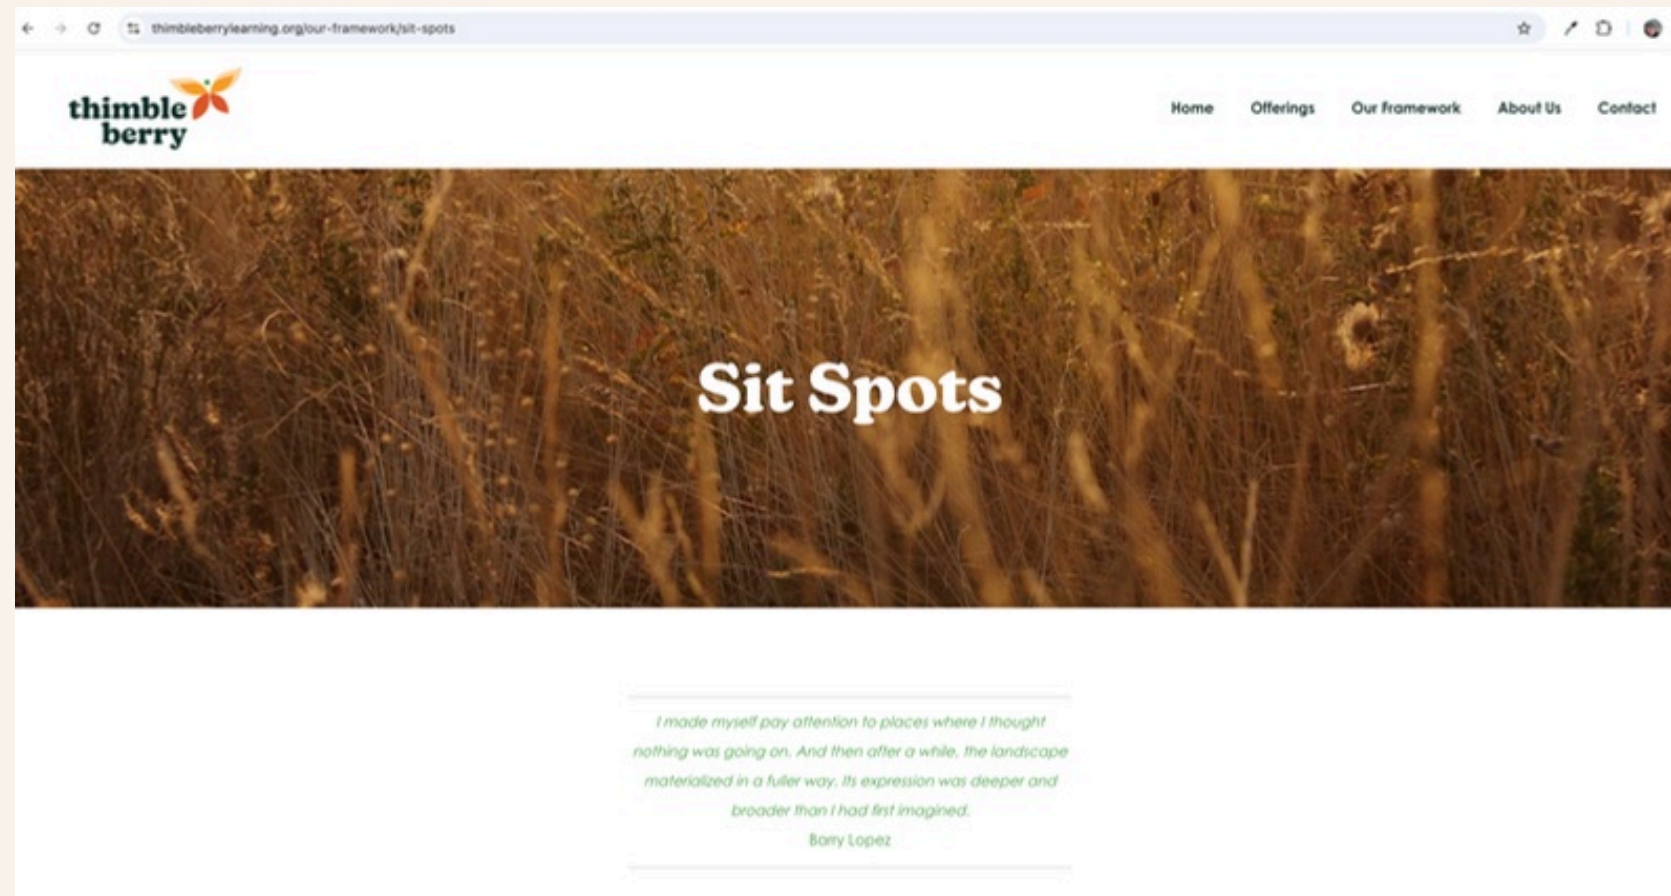 thimbleberrylearning.org/our-framework/sit-spots
thimble
berry
Home Offerings Our Framework About Us Contact
Sit Spots
I made myself pay attention to places where I thought
nothing was going on. And then after a while, the landscape
materialized in a fuller way. Its expression was deeper and
broader than I had first imagined.
Barry Lopez